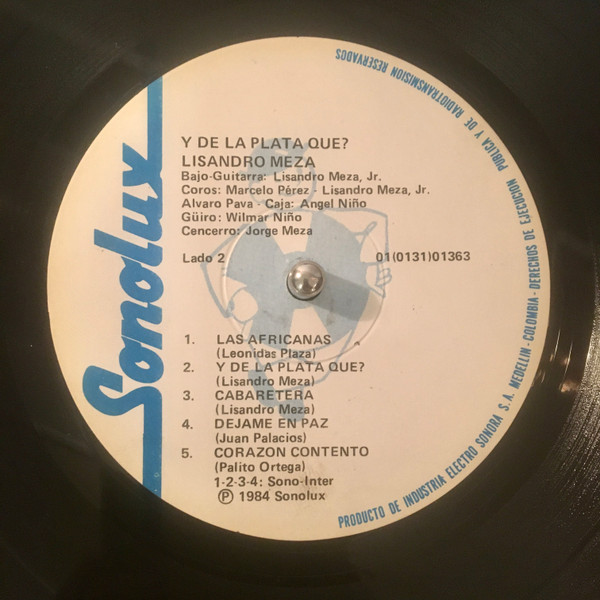 Sonolux
Y DE LA PLATA QUE?
LISANDRO MEZA
Bajo-Guitarra: Lisandro Meza, Jr.
Coros: Marcelo Pérez - Lisandro Meza, Jr.
Alvaro Pava - Caja: Angel Niño
Güiro: Wilmar Niño
Cencerro: Jorge Meza
Lado 2 01(0131)01363
1. LAS AFRICANAS
(Leonidas Plaza)
2. Y DE LA PLATA QUE?
(Lisandro Meza)
3. CABARETERA
(Lisandro Meza)
4. DEJAME EN PAZ
(Juan Palacios)
5. CORAZON CONTENTO
(Palito Ortega)
1-2-3-4: Sono-Inter
Ⓟ 1984 Sonolux
PRODUCTO DE INDUSTRIA ELECTRO SONORA S. A. MEDELLIN - COLOMBIA - DERECHOS DE EJECUCION PUBLICA Y DE RADIOTRANSMISION RESERVADOS